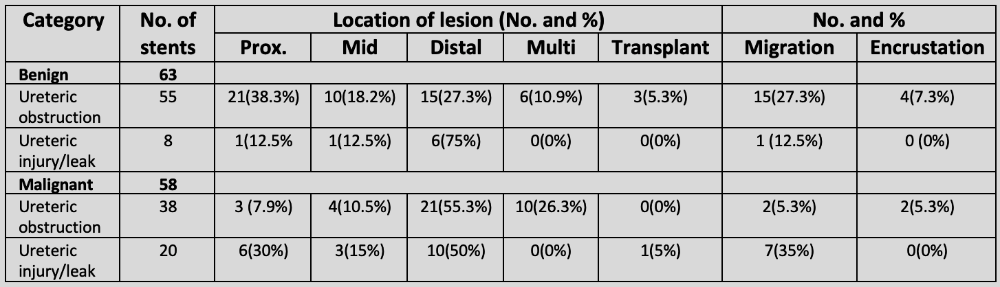 Category No. of stents Location of lesion (No. and %) No. and %
Prox. Mid Distal Multi Transplant Migration Encrustation
Benign 63
Ureteric obstruction 55 21(38.3%) 10(18.2%) 15(27.3%) 6(10.9%) 3(5.3%) 15(27.3%) 4(7.3%)
Ureteric injury/leak 8 1(12.5% 1(12.5%) 6(75%) 0(0%) 0(0%) 1 (12.5%) 0 (0%)
Malignant 58
Ureteric obstruction 38 3 (7.9%) 4(10.5%) 21(55.3%) 10(26.3%) 0(0%) 2(5.3%) 2(5.3%)
Ureteric injury/leak 20 6(30%) 3(15%) 10(50%) 0(0%) 1(5%) 7(35%) 0(0%)